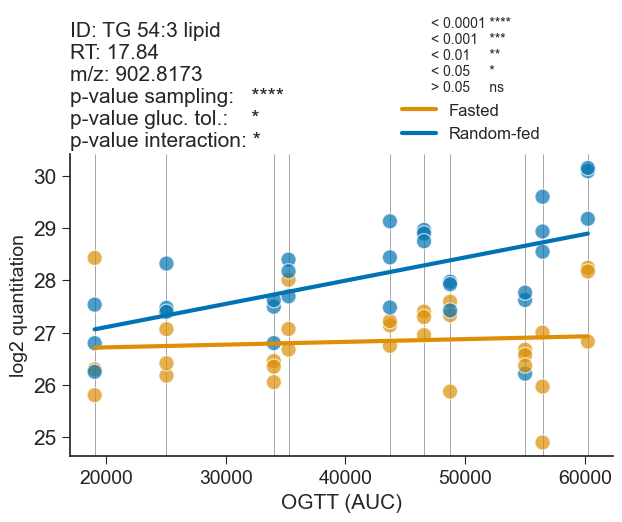 ID: TG 54:3 lipid
RT: 17.84
m/z: 902.8173
p-value sampling: ****
p-value gluc. tol.: *
p-value interaction: *
< 0.0001 ****
< 0.001 ***
< 0.01 **
< 0.05 *
> 0.05 ns
Fasted
Random-fed
log2 quantitation
30
29
28
27
26
25
20000 30000 40000 50000 60000
OGTT (AUC)